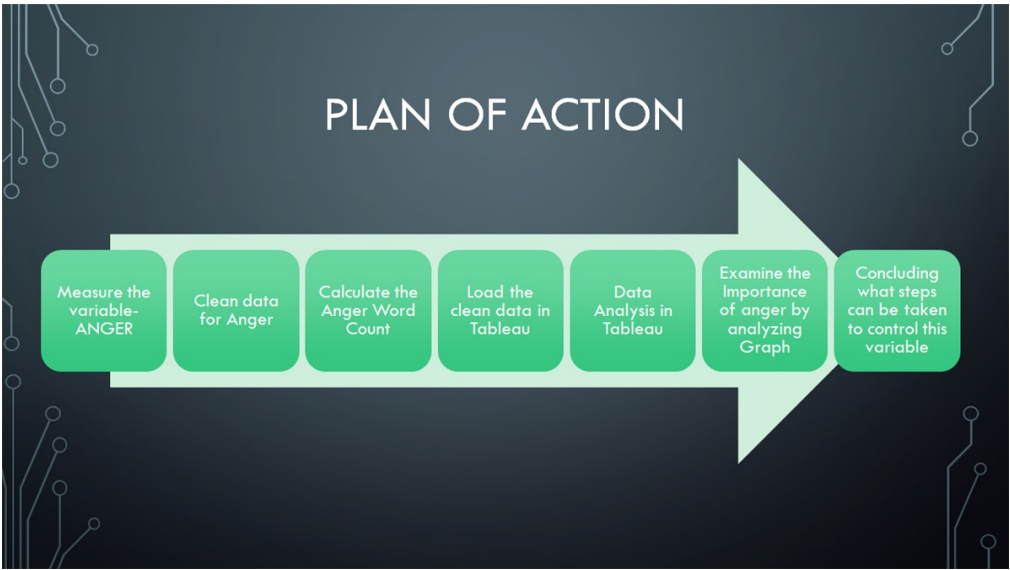 PLAN OF ACTION
Measure the
variable-
ANGER
Clean data
for Anger
Calculate the
Anger Word
Count
Load the
clean data in
Tableau
Data
Analysis in
Tableau
Examine the
Importance
of anger by
analyzing
Graph
Concluding
what steps
can be taken
to control this
variable